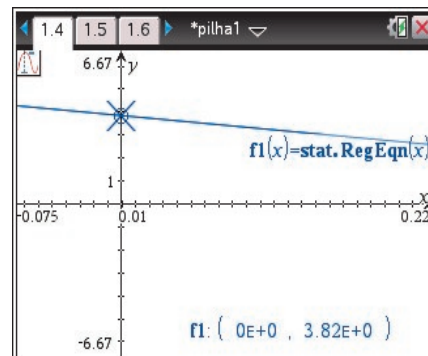 1.4 1.5 1.6 *pilha1
6.67 y
f1(x)=stat.RegEqn(x)
1
x
-0.075 0.01 0.22
f1: ( 0E+0 , 3.82E+0 )
-6.67